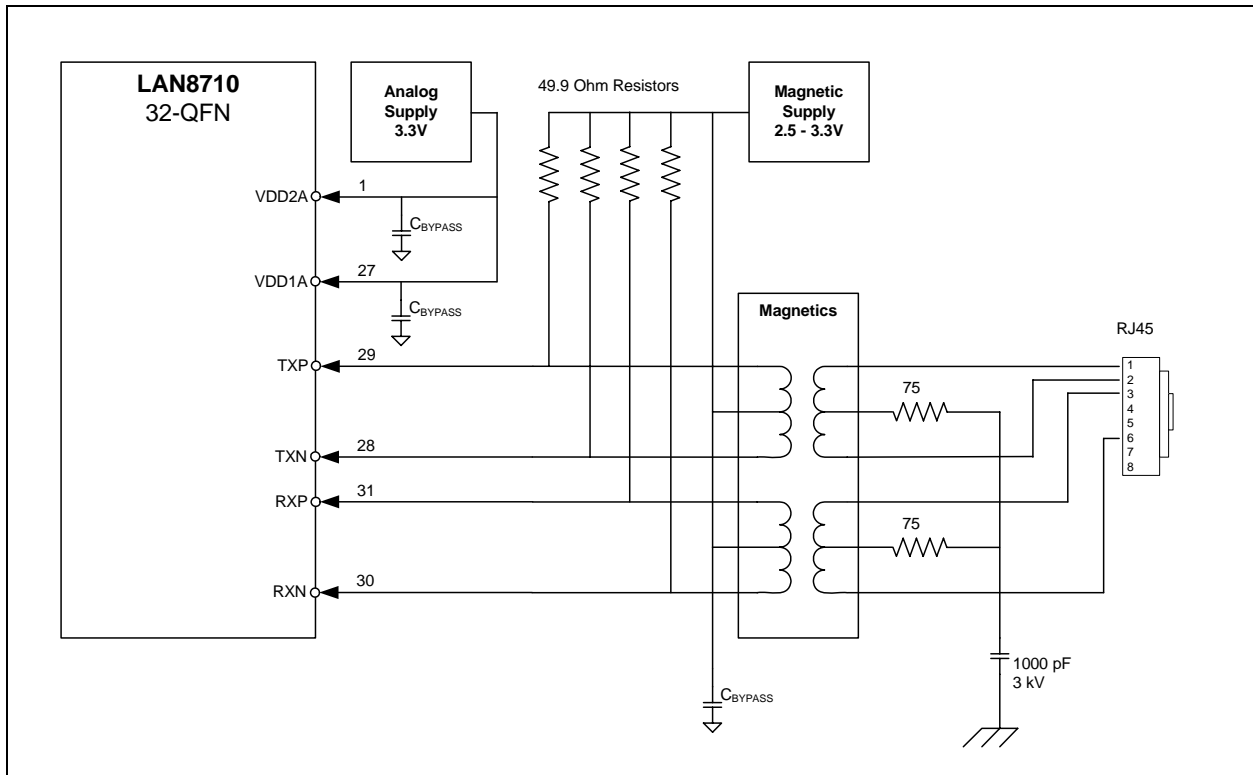 LAN8710
32-QFN
Analog
Supply
3.3V
49.9 Ohm Resistors
Magnetic
Supply
2.5 - 3.3V
VDD2A
1
CBYPASS
VDD1A
27
CBYPASS
Magnetics
RJ45
TXP
29
1
2
3
4
5
6
7
8
75
TXN
28
RXP
31
75
RXN
30
1000 pF
3 kV
CBYPASS